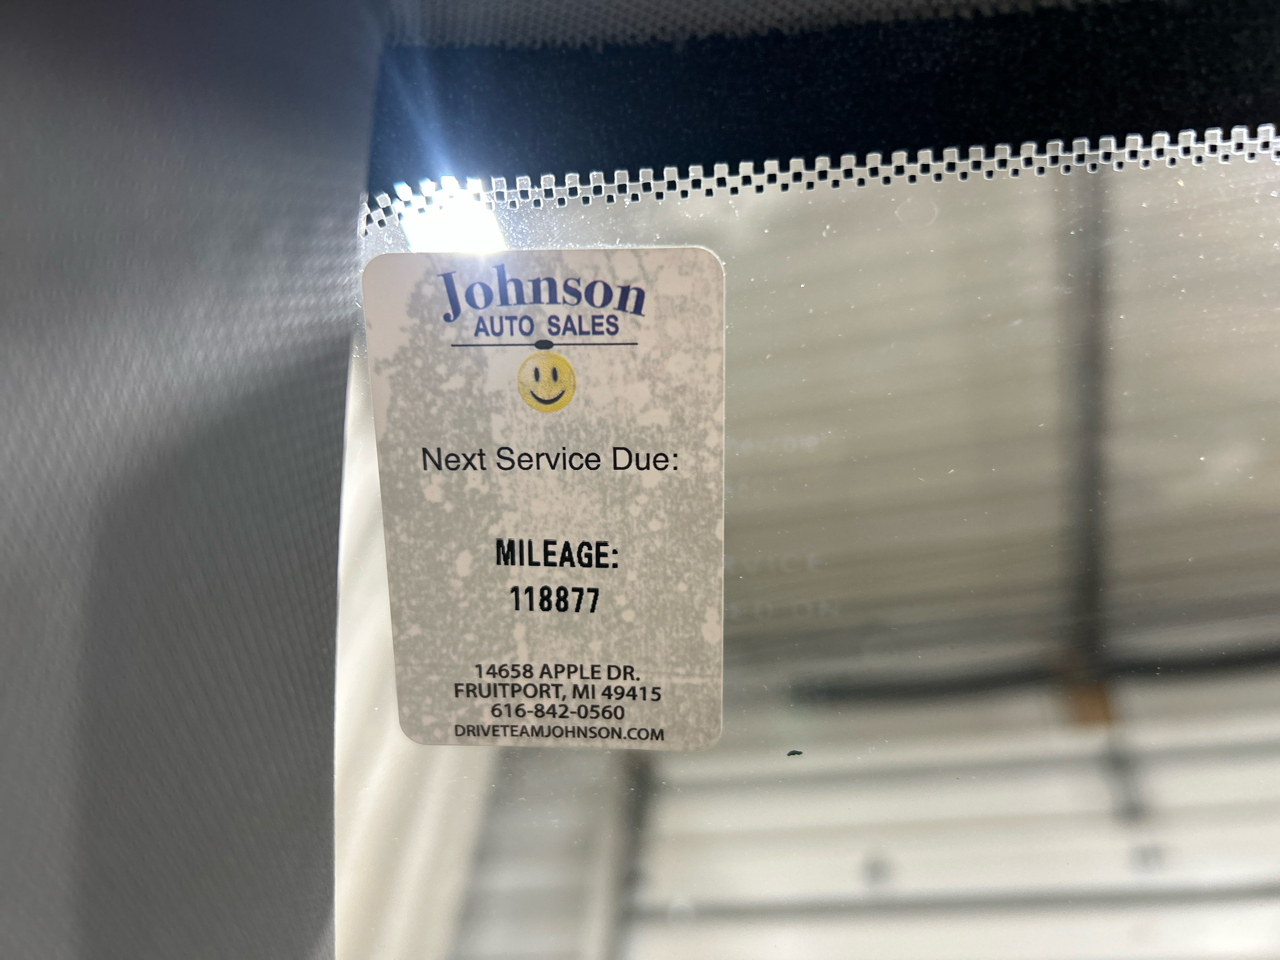 Johnson
AUTO SALES
Next Service Due:
MILEAGE:
118877
14658 APPLE DR.
FRUITPORT, MI 49415
616-842-0560
DRIVETEAMJOHNSON.COM